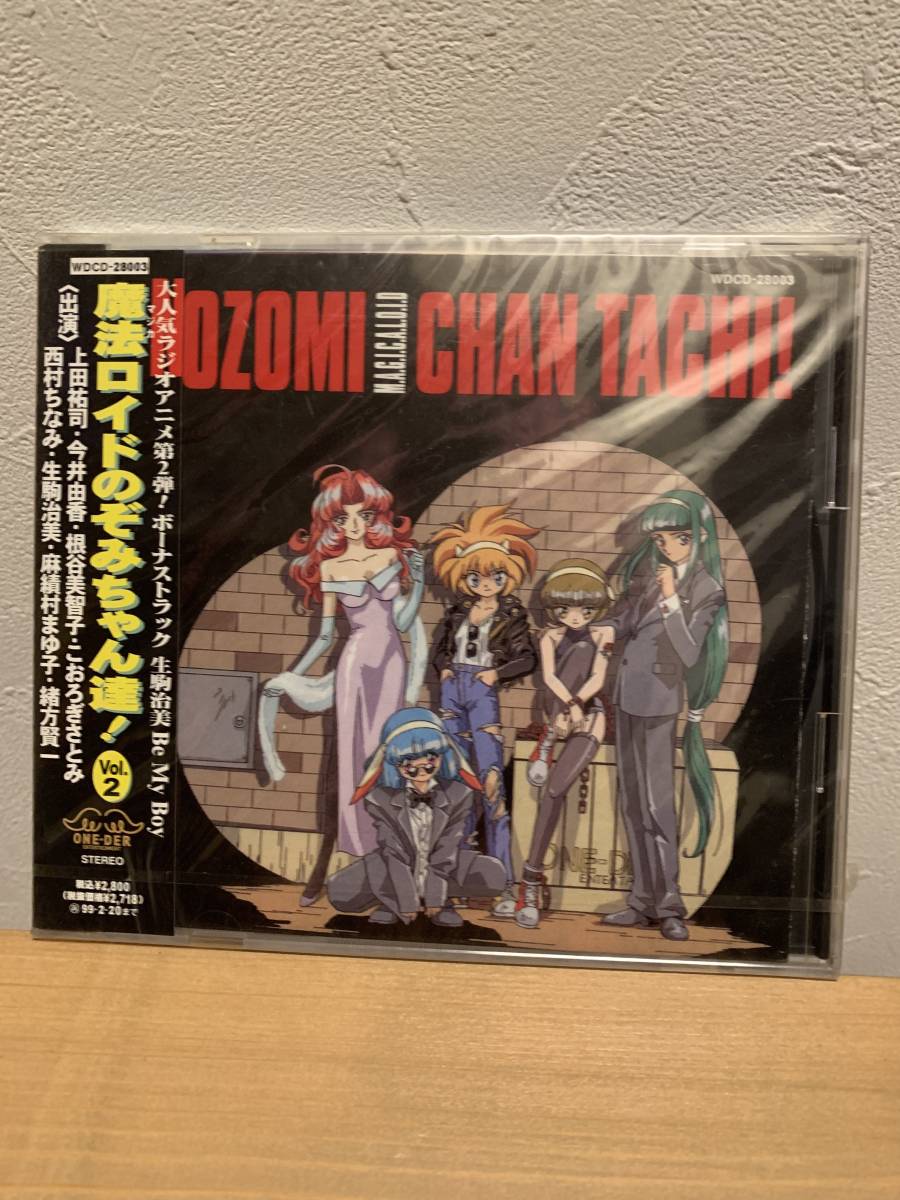 WDCD-28003
大人気ラジオアニメ第2弾！ボーナストラック 生駒治美 Be My Boy
魔法ロイドのぞみちゃん達！
マジカ
Vol.
2
〈出演〉上田祐司・今井由香・根谷美智子・こおろぎさとみ
西村ちなみ・生駒治美・麻績村まゆ子・緒方賢一
ONE-DER
ENTERTAINMENT
STEREO
税込¥2,800
(税抜価格¥2,718)
99・2・20まで
WDCD-28003
OZOMI
M.A.G.I.C.A.L.O.I.D
CHAN TACHI!